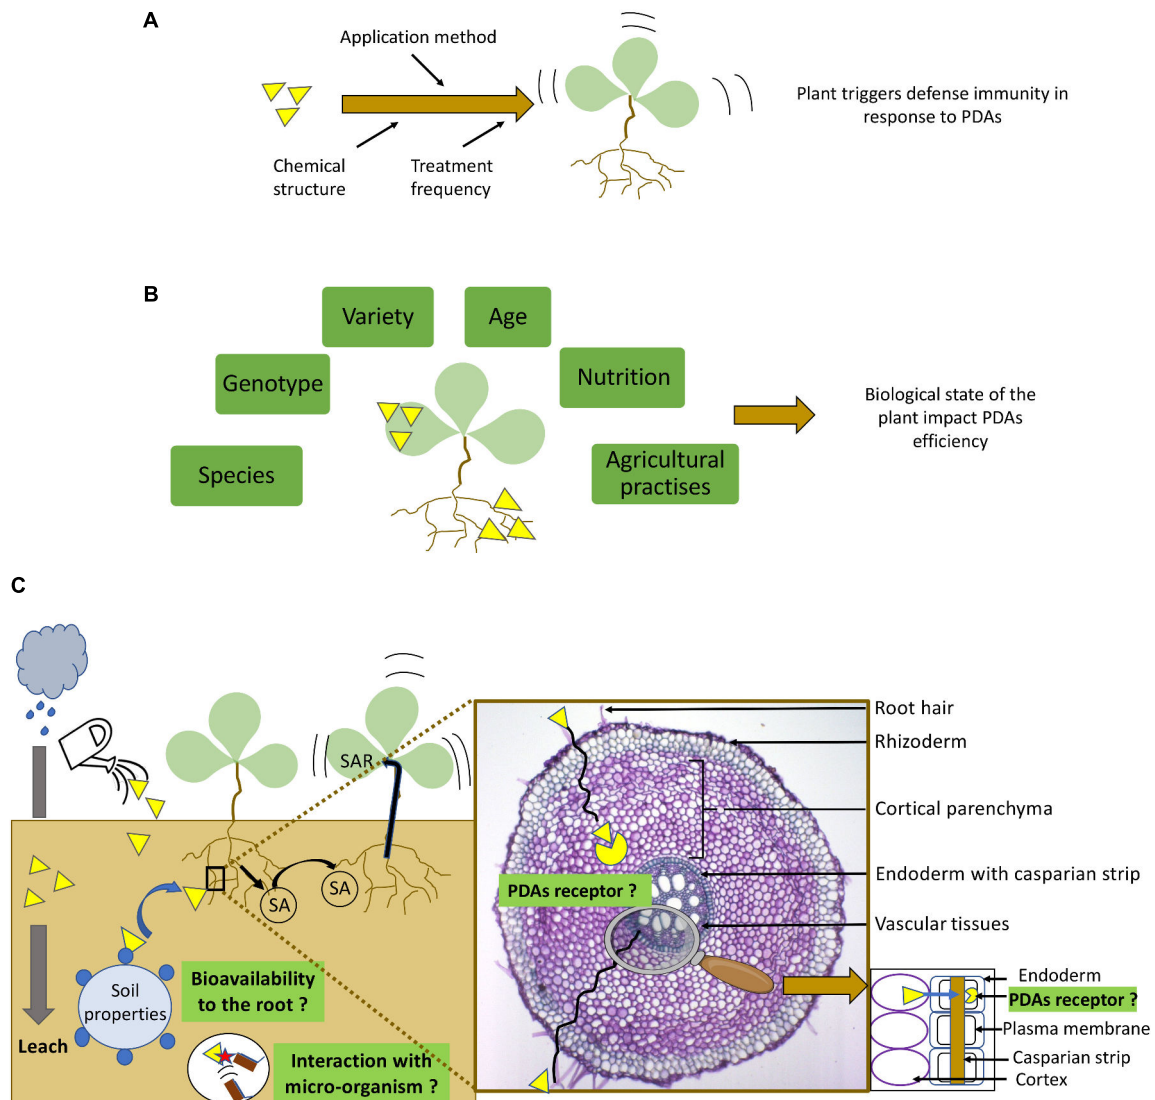 A
Application method
Chemical
structure
Treatment
frequency
Plant triggers defense immunity in
response to PDAs
B
Variety
Age
Genotype
Nutrition
Species
Agricultural
practises
Biological state of the
plant impact PDAs
efficiency
C
SAR
SA
SA
Soil
properties
Leach
Bioavailability
to the root ?
Interaction with
micro-organism ?
PDAs receptor ?
Root hair
Rhizoderm
Cortical parenchyma
Endoderm with casparian strip
Vascular tissues
Endoderm
PDAs receptor ?
Plasma membrane
Casparian strip
Cortex